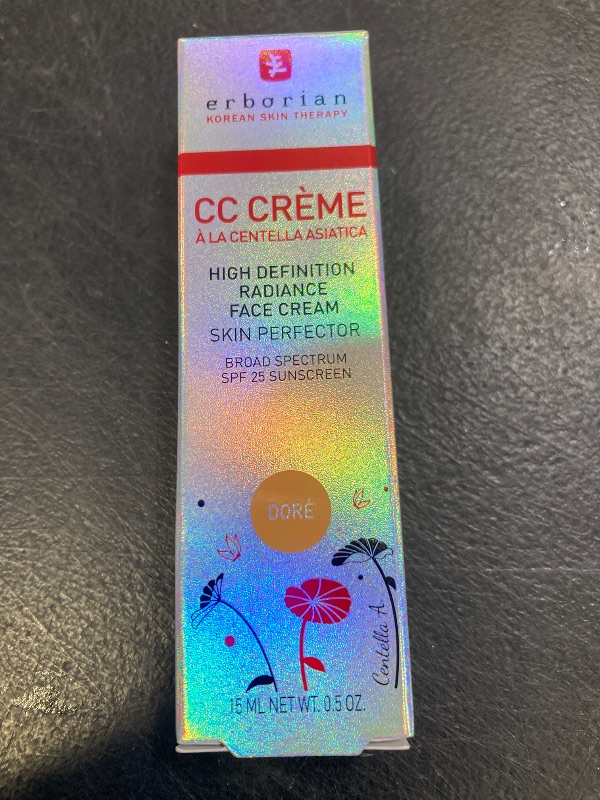 erborian
KOREAN SKIN THERAPY
CC CRÈME
À LA CENTELLA ASIATICA
HIGH DEFINITION
RADIANCE
FACE CREAM
SKIN PERFECTOR
BROAD SPECTRUM
SPF 25 SUNSCREEN
DORÉ
Centella A.
15 ML NET WT. 0.5 OZ.